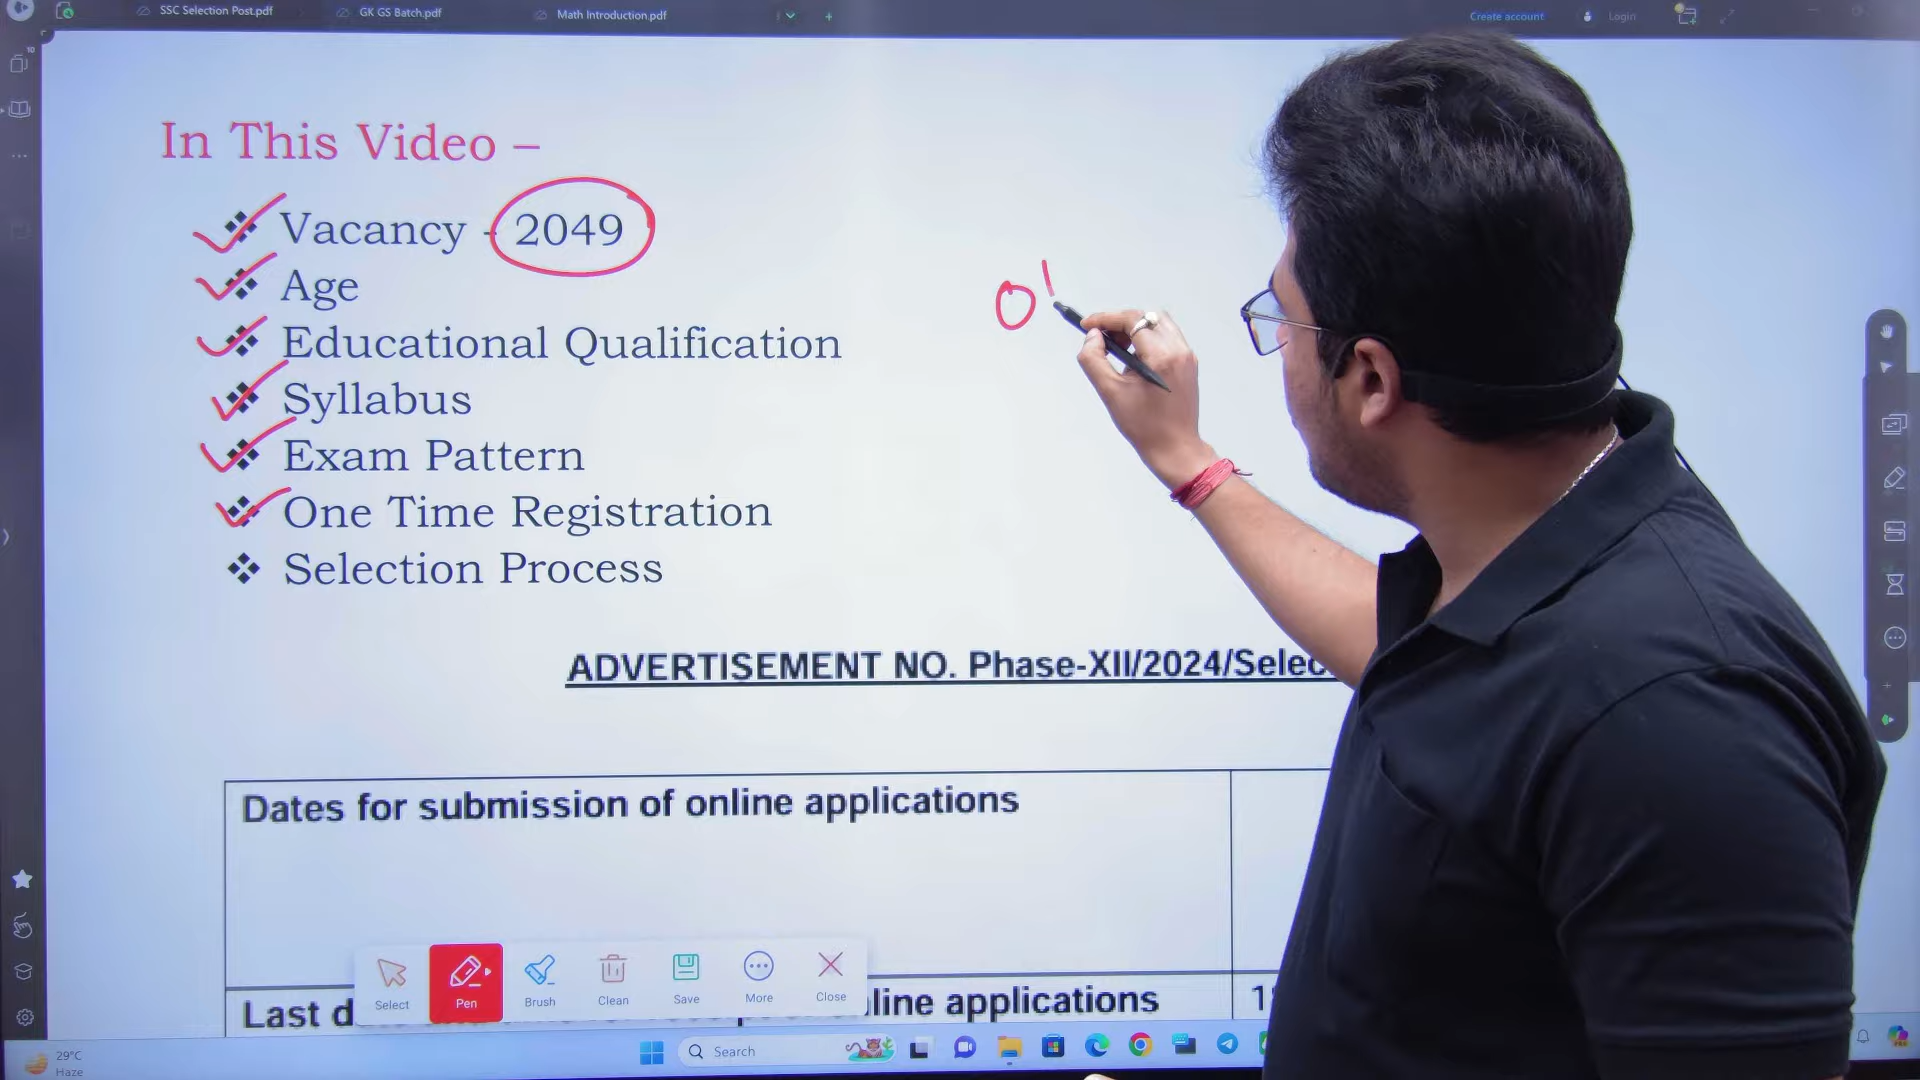 SSC Selection Post.pdf
GK GS Batch.pdf
Math Introduction.pdf
Create account
Login
In This Video –
Vacancy - 2049
Age
Educational Qualification
Syllabus
Exam Pattern
One Time Registration
Selection Process
ADVERTISEMENT NO. Phase-XII/2024/Selec
Dates for submission of online applications
Last d
line applications
Select
Pen
Brush
Clean
Save
More
Close
Search
29°C
Haze